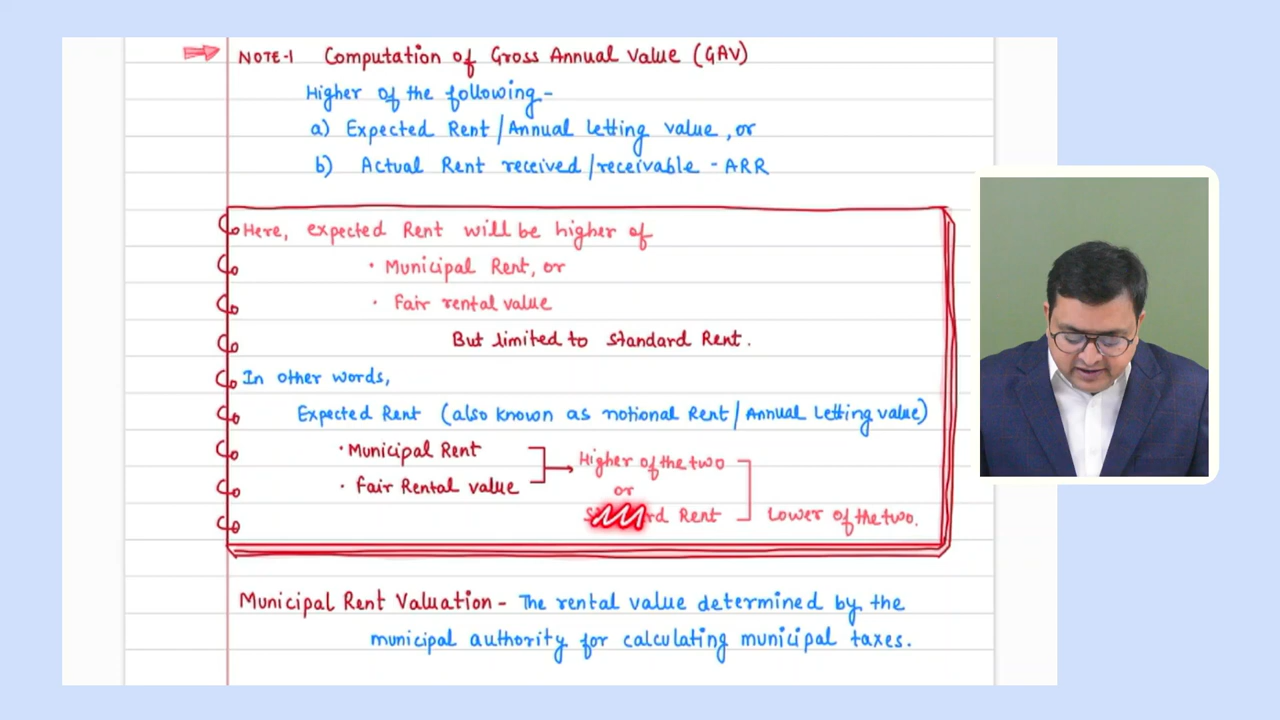 NOTE-1 Computation of Gross Annual Value (GAV)
Higher of the following-
a) Expected Rent/Annual letting value, or
b) Actual Rent received/receivable - ARR
Here, expected Rent will be higher of
· Municipal Rent, or
· Fair rental value
But limited to Standard Rent.
In other words,
Expected Rent (also known as notional Rent/Annual Letting value)
· Municipal Rent
Higher of the two
· Fair Rental value
or
Rent Lower of the two.
Municipal Rent Valuation - The rental value determined by the
municipal authority for calculating municipal taxes.